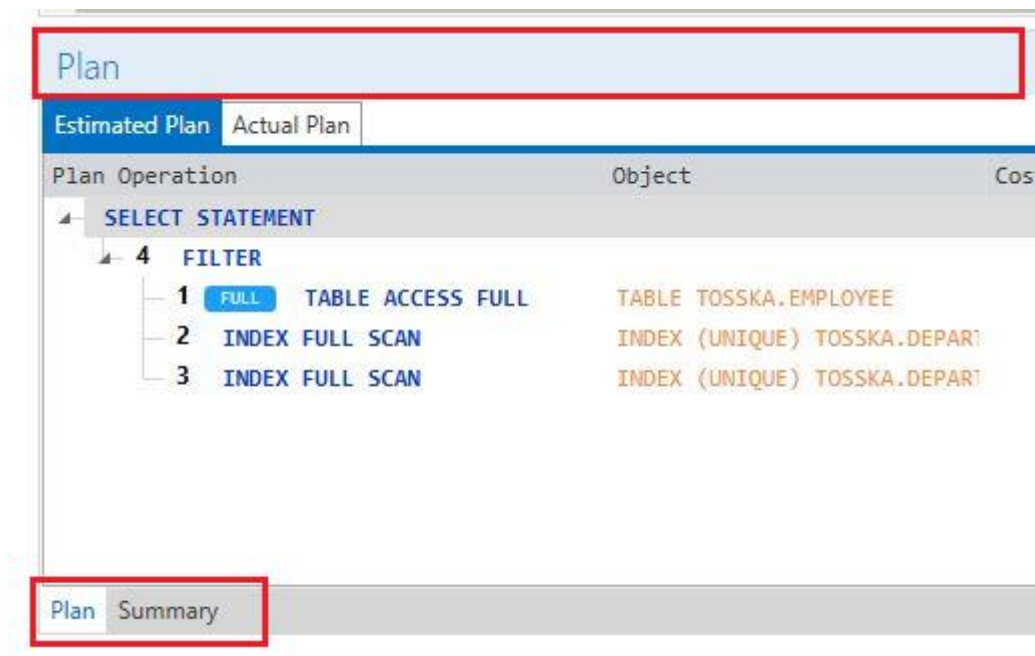 Plan
Estimated Plan Actual Plan
Plan Operation Object Cos
SELECT STATEMENT
4 FILTER
1 FULL TABLE ACCESS FULL TABLE TOSSKA.EMPLOYEE
2 INDEX FULL SCAN INDEX (UNIQUE) TOSSKA.DEPART
3 INDEX FULL SCAN INDEX (UNIQUE) TOSSKA.DEPART
Plan Summary